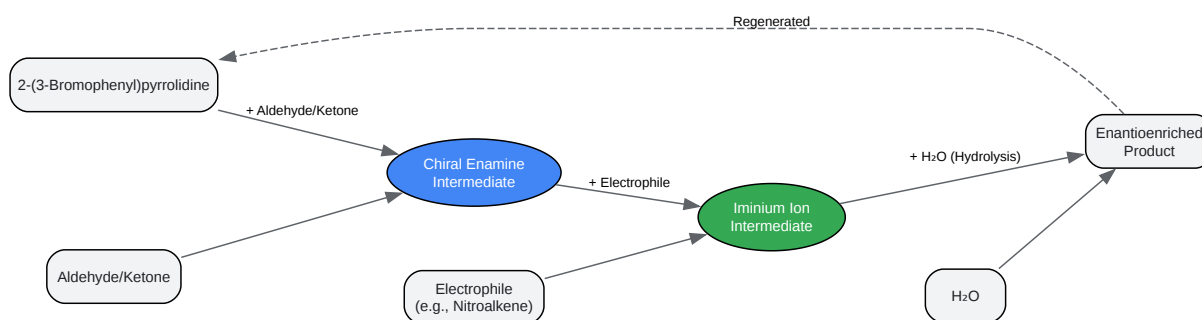 Regenerated
2-(3-Bromophenyl)pyrrolidine
+ Aldehyde/Ketone
Enantioenriched
Product
+ H₂O (Hydrolysis)
Chiral Enamine
Intermediate
+ Electrophile
Iminium Ion
Intermediate
Aldehyde/Ketone
Electrophile
(e.g., Nitroalkene)
H₂O